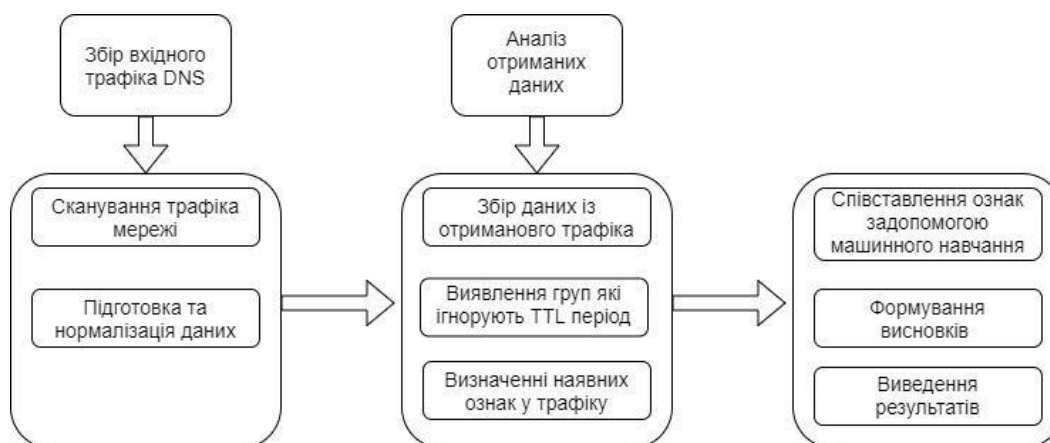 Збір вхідного
трафіка DNS
Аналіз
отриманих
даних
Сканування трафіка
мережі
Підготовка та
нормалізація даних
Збір даних із
отримановго трафіка
Виявлення груп які
ігнорують TTL період
Визначенні наявних
ознак у трафіку
Співставлення ознак
задопомогою
машинного навчання
Формування
висновків
Виведення
результатів